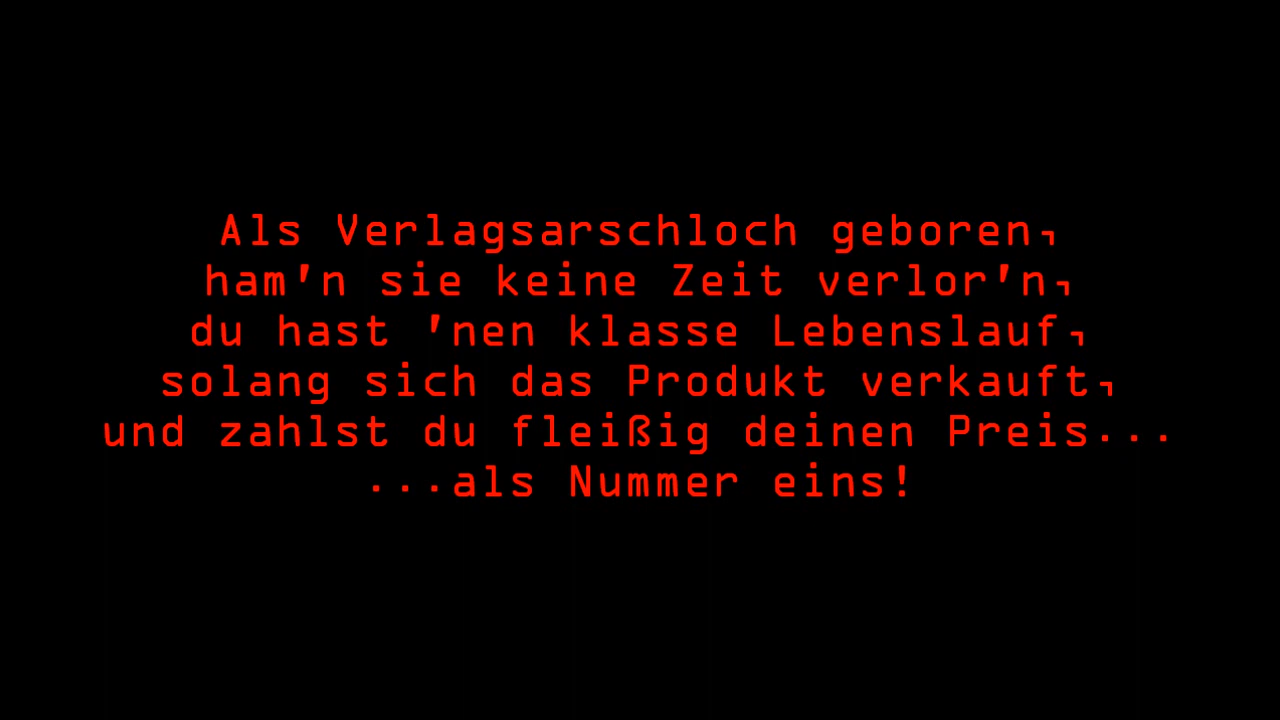 Als Verlagsarschloch geboren,
ham'n sie keine Zeit verlor'n,
du hast 'nen klasse Lebenslauf,
solang sich das Produkt verkauft,
und zahlst du fleißig deinen Preis...
...als Nummer eins!